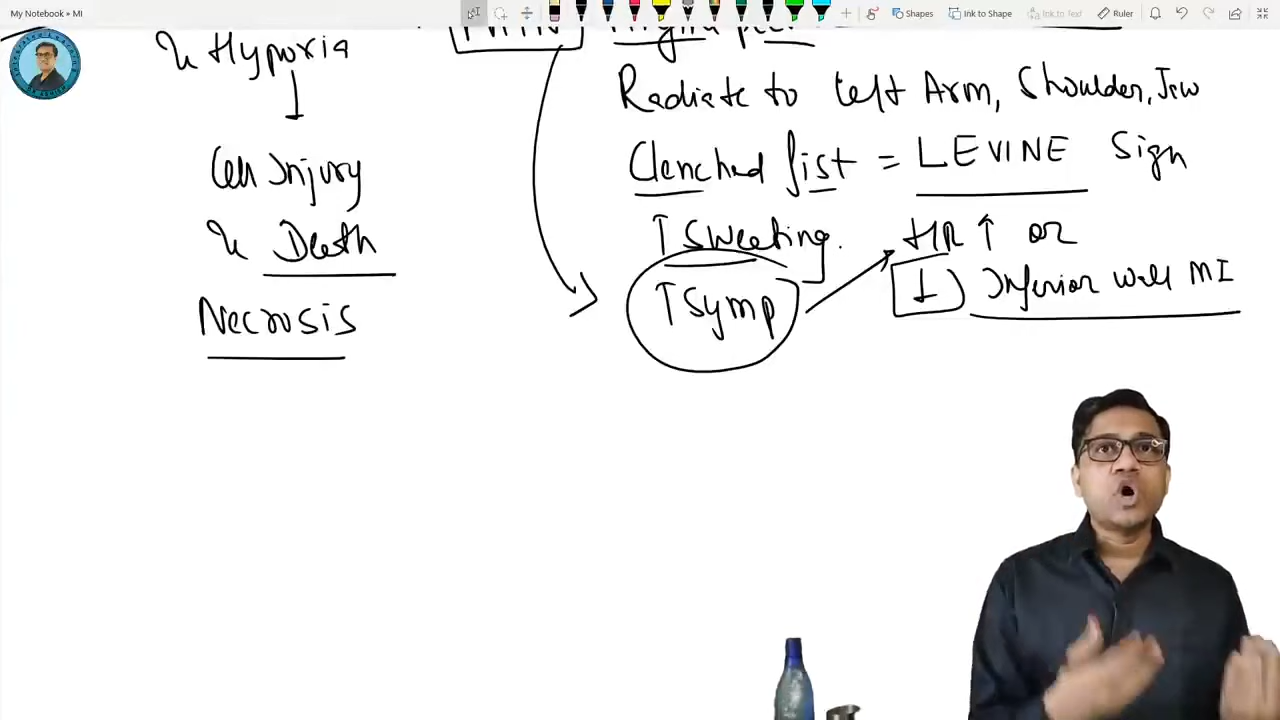 My Notebook » MI
Shapes
Ink to Shape
Ink to Text
Ruler
& Hypoxia
Cell Injury
& Death
Necrosis
PAIN
Radiate to left Arm, Shoulder, Jaw
Clenched fist = LEVINE Sign
↑ Sweating.
↑ Symp
HR ↑ or
↓ Inferior wall MI